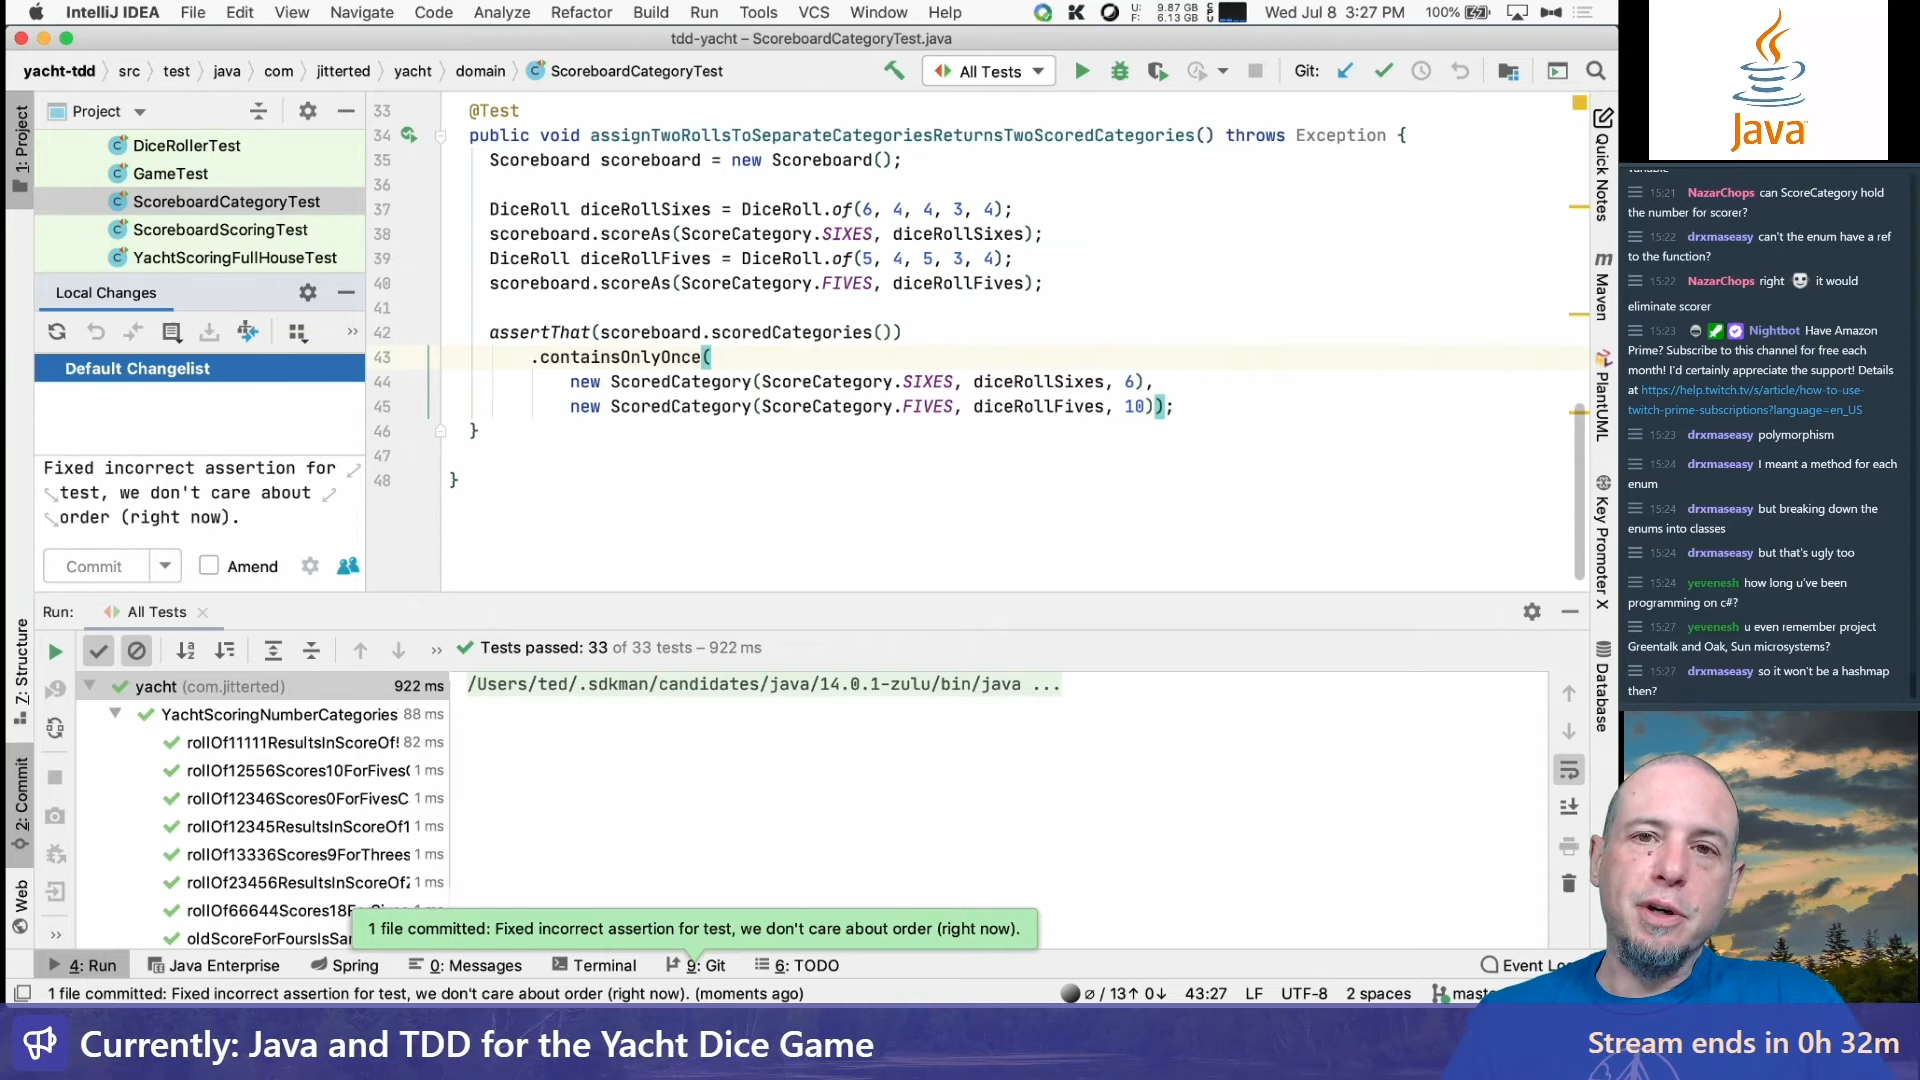 IntelliJ IDEA File Edit View Navigate Code Analyze Refactor Build Run Tools VCS Window Help U: 9.87 GB F: 6.13 GB Wed Jul 8 3:27 PM 100%
tdd-yacht – ScoreboardCategoryTest.java
yacht-tdd src test java com jitterted yacht domain ScoreboardCategoryTest All Tests Git:
1: Project
Project
DiceRollerTest
GameTest
ScoreboardCategoryTest
ScoreboardScoringTest
YachtScoringFullHouseTest
Local Changes
Default Changelist
Fixed incorrect assertion for
test, we don't care about
order (right now).
Commit Amend
33 @Test
34 public void assignTwoRollsToSeparateCategoriesReturnsTwoScoredCategories() throws Exception {
35 Scoreboard scoreboard = new Scoreboard();
36
37 DiceRoll diceRollSixes = DiceRoll.of(6, 4, 4, 3, 4);
38 scoreboard.scoreAs(ScoreCategory.SIXES, diceRollSixes);
39 DiceRoll diceRollFives = DiceRoll.of(5, 4, 5, 3, 4);
40 scoreboard.scoreAs(ScoreCategory.FIVES, diceRollFives);
41
42 assertThat(scoreboard.scoredCategories())
43 .containsOnlyOnce(
44 new ScoredCategory(ScoreCategory.SIXES, diceRollSixes, 6),
45 new ScoredCategory(ScoreCategory.FIVES, diceRollFives, 10));
46 }
47
48 }
Quick Notes
Maven
PlantUML
Key Promoter X
Database
7: Structure
2: Commit
Web
Run: All Tests
Tests passed: 33 of 33 tests – 922 ms
yacht (com.jitterted) 922 ms
YachtScoringNumberCategories 88 ms
rollOf11111ResultsInScoreOf 82 ms
rollOf12556Scores10ForFives 1 ms
rollOf12346Scores0ForFivesC 1 ms
rollOf12345ResultsInScoreOf1 1 ms
rollOf13336Scores9ForThrees 1 ms
rollOf23456ResultsInScoreOf2 1 ms
rollOf66644Scores18F
oldScoreForFoursIsSa
/Users/ted/.sdkman/candidates/java/14.0.1-zulu/bin/java ...
1 file committed: Fixed incorrect assertion for test, we don't care about order (right now).
4: Run Java Enterprise Spring 0: Messages Terminal 9: Git 6: TODO Event Lo
1 file committed: Fixed incorrect assertion for test, we don't care about order (right now). (moments ago) ⌀ / 13↑ 0↓ 43:27 LF UTF-8 2 spaces mast
Java
15:21 NazarChops can ScoreCategory hold
the number for scorer?
15:22 drxmaseasy can't the enum have a ref
to the function?
15:22 NazarChops right it would
eliminate scorer
15:23 Nightbot Have Amazon
Prime? Subscribe to this channel for free each
month! I'd certainly appreciate the support! Details
at https://help.twitch.tv/s/article/how-to-use-
twitch-prime-subscriptions?language=en_US
15:23 drxmaseasy polymorphism
15:24 drxmaseasy I meant a method for each
enum
15:24 drxmaseasy but breaking down the
enums into classes
15:24 drxmaseasy but that's ugly too
15:24 yevenesh how long u've been
programming on c#?
15:27 yevenesh u even remember project
Greentalk and Oak, Sun microsystems?
15:27 drxmaseasy so it won't be a hashmap
then?
Currently: Java and TDD for the Yacht Dice Game
Stream ends in 0h 32m